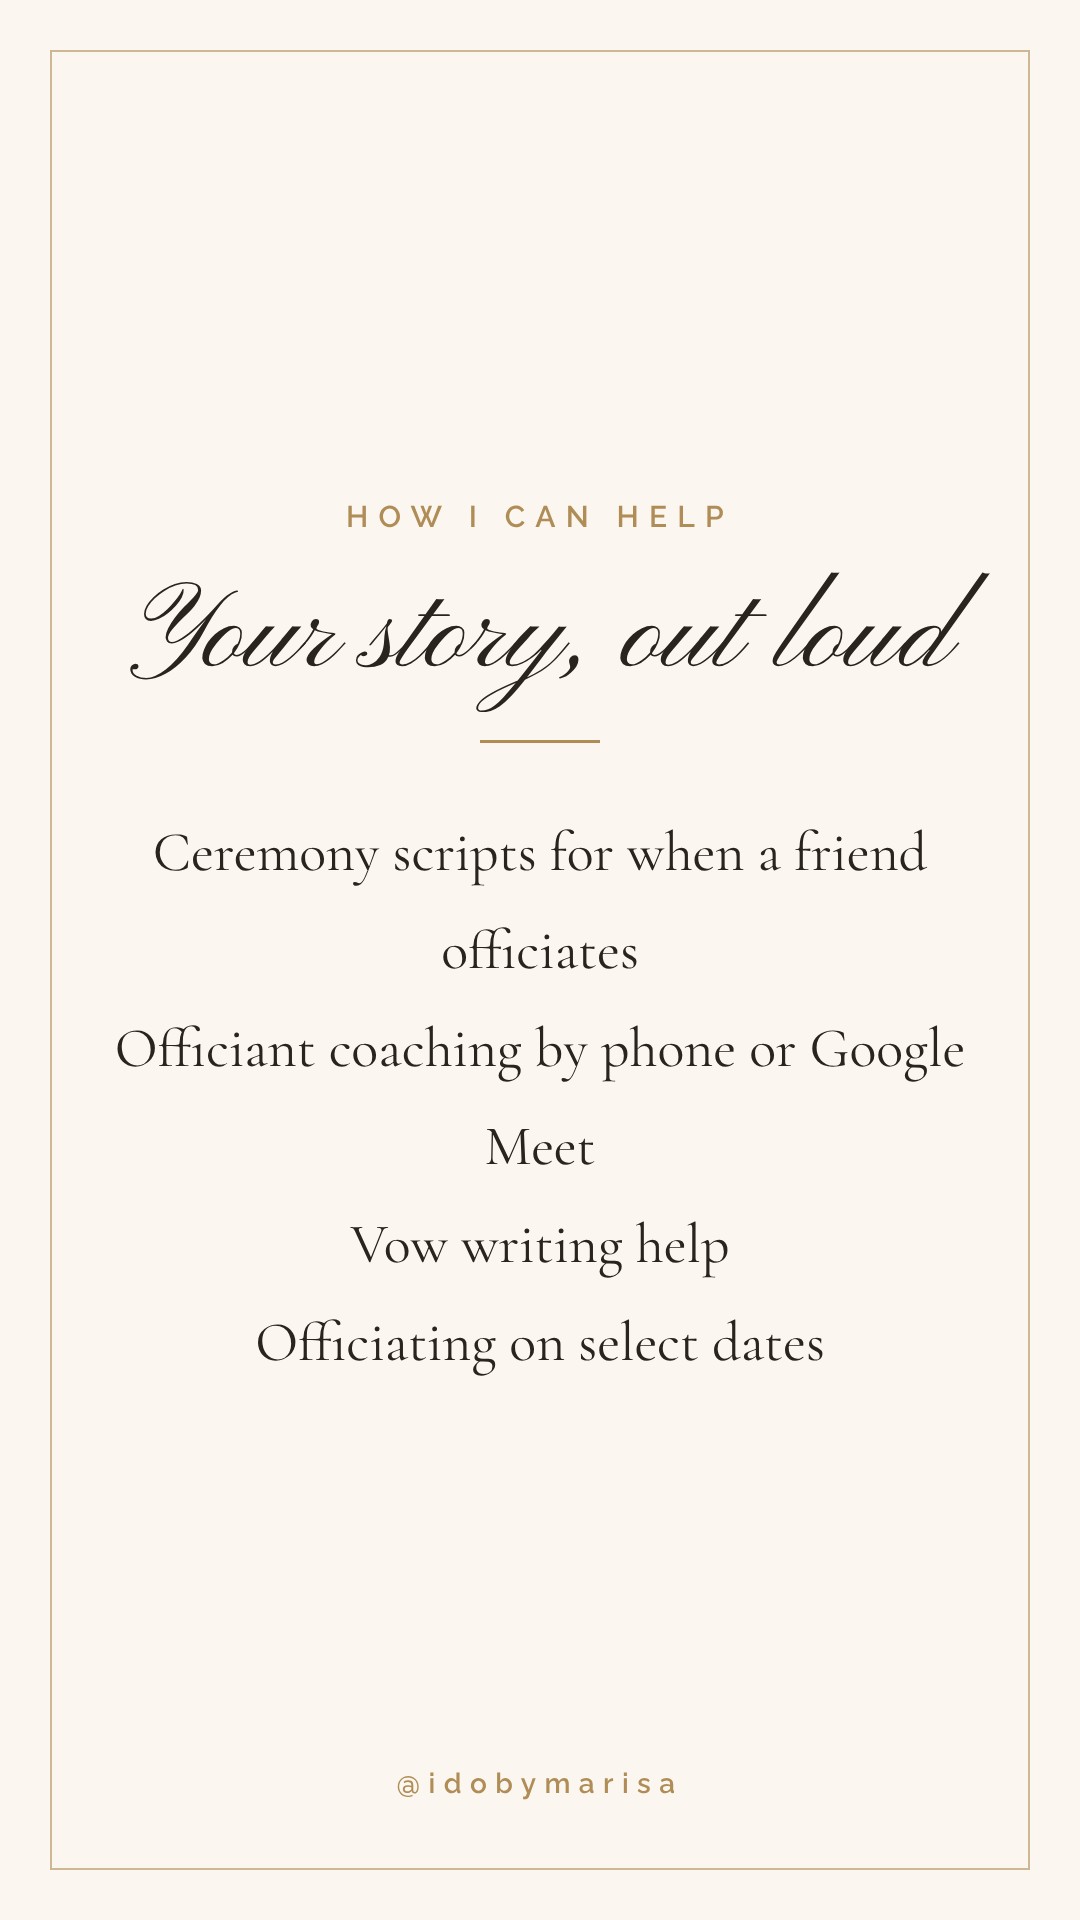 HOW I CAN HELP
Your story, out loud
Ceremony scripts for when a friend
officiates
Officiant coaching by phone or Google
Meet
Vow writing help
Officiating on select dates
@idobymarisa